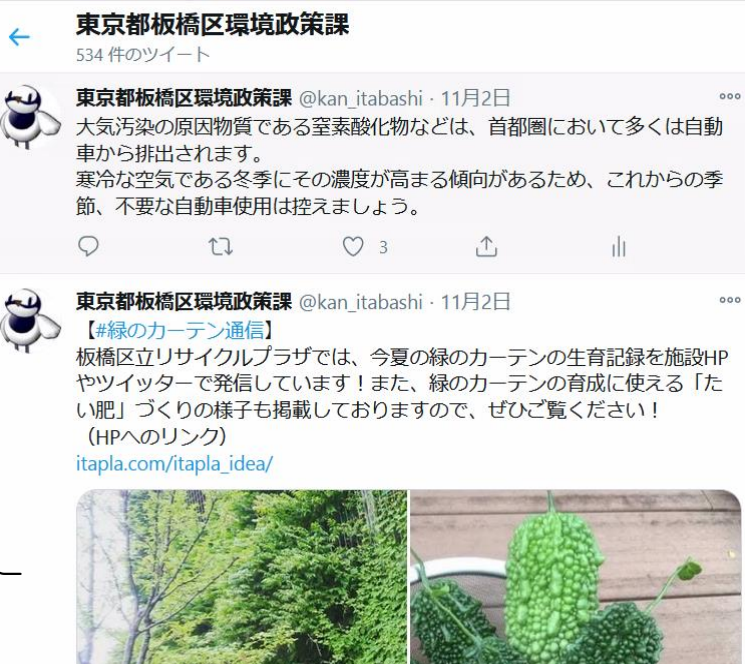 東京都板橋区環境政策課
534 件のツイート
東京都板橋区環境政策課 @kan_itabashi · 11月2日
大気汚染の原因物質である窒素酸化物などは、首都圏において多くは自動
車から排出されます。
寒冷な空気である冬季にその濃度が高まる傾向があるため、これからの季
節、不要な自動車使用は控えましょう。
3
東京都板橋区環境政策課 @kan_itabashi · 11月2日
【#緑のカーテン通信】
板橋区立リサイクルプラザでは、今夏の緑のカーテンの生育記録を施設HP
やツイッターで発信しています！また、緑のカーテンの育成に使える「た
い肥」づくりの様子も掲載しておりますので、ぜひご覧ください！
（HPへのリンク）
itapla.com/itapla_idea/